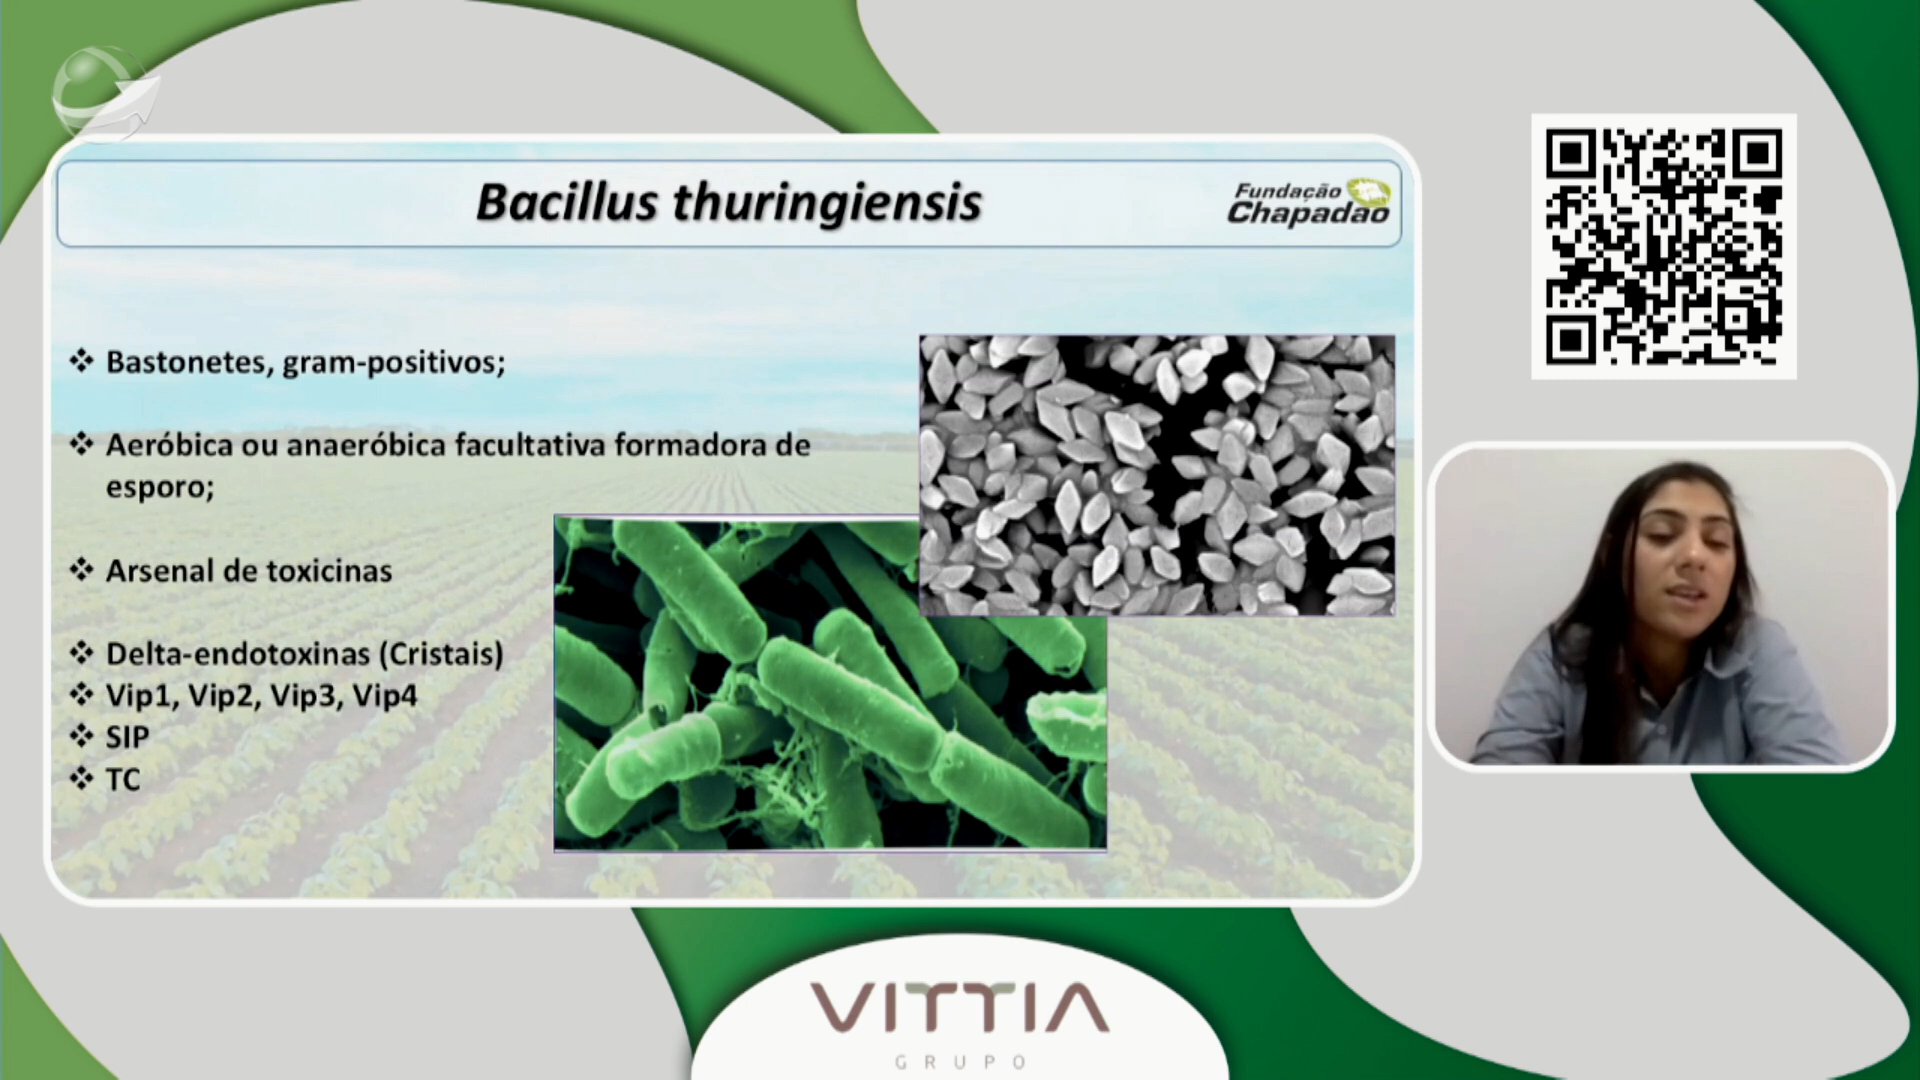 Bacillus thuringiensis
Fundação
Chapadão
❖ Bastonetes, gram-positivos;
❖ Aeróbica ou anaeróbica facultativa formadora de
esporo;
❖ Arsenal de toxicinas
❖ Delta-endotoxinas (Cristais)
❖ Vip1, Vip2, Vip3, Vip4
❖ SIP
❖ TC
VITTIA
GRUPO